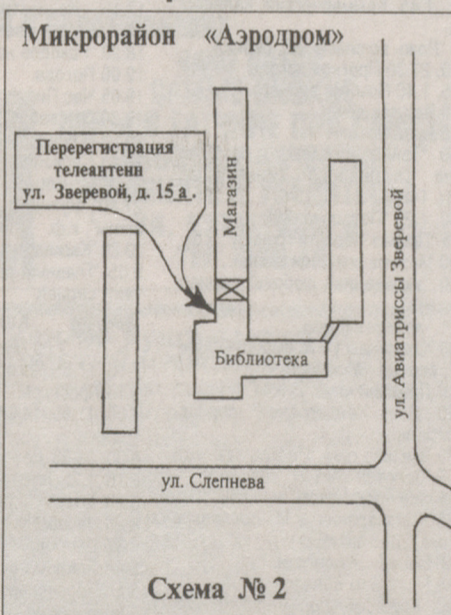 Микрорайон «Аэродром»
Перерегистрация
телеантенн
ул. Зверевой, д. 15 а .
Магазин
Библиотека
ул. Авиатриссы Зверевой
ул. Слепнева
Схема № 2